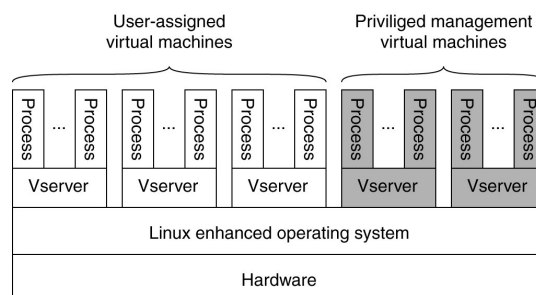 User-assigned
virtual machines
Priviliged management
virtual machines
Process ... Process Process ... Process Process ... Process Process ... Process Process ... Process
Vserver Vserver Vserver Vserver Vserver
Linux enhanced operating system
Hardware